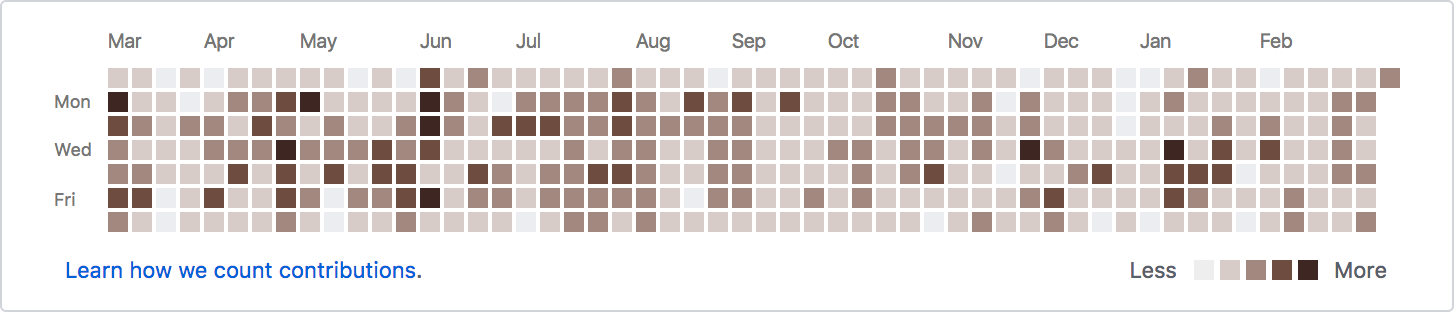 Mar Apr May Jun Jul Aug Sep Oct Nov Dec Jan Feb
Mon
Wed
Fri
Learn how we count contributions.
Less More